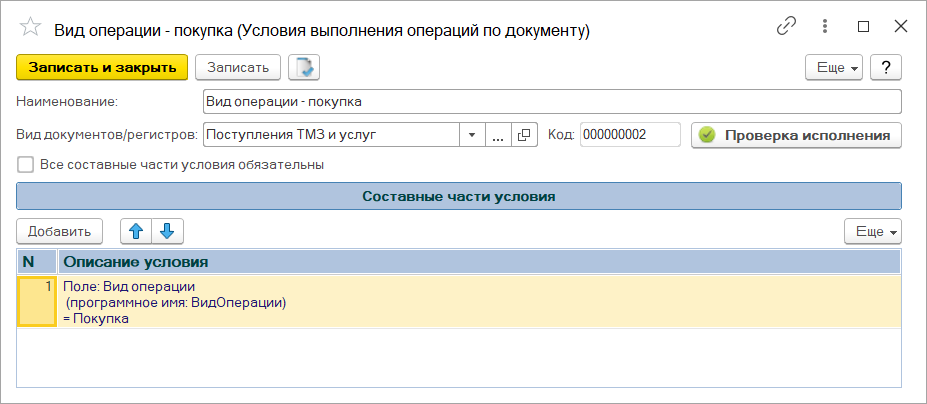 Вид операции - покупка (Условия выполнения операций по документу)
Записать и закрыть
Записать
Еще
?
Наименование:
Вид операции - покупка
Вид документов/регистров:
Поступления ТМЗ и услуг
...
Код:
000000002
Проверка исполнения
Все составные части условия обязательны
Составные части условия
Добавить
Еще
N
Описание условия
1
Поле: Вид операции
(программное имя: ВидОперации)
= Покупка